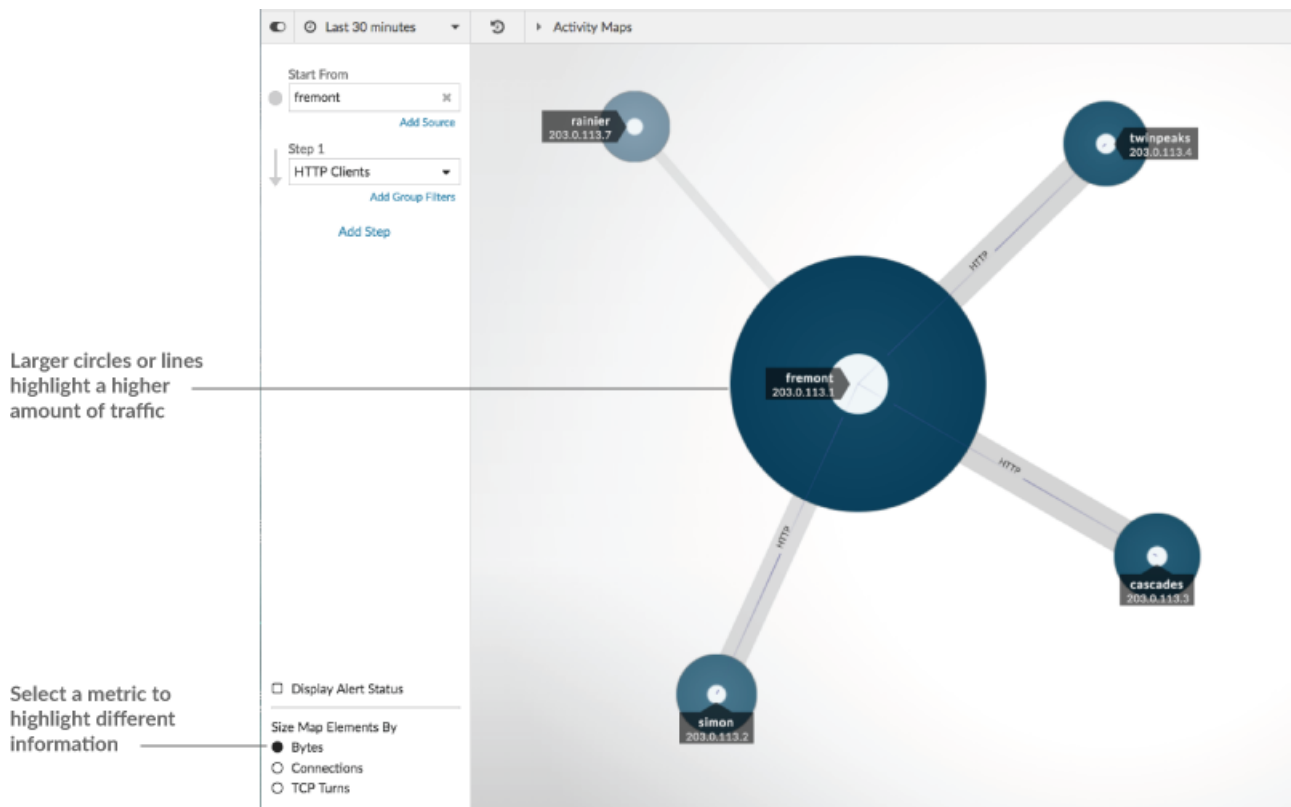 Last 30 minutes
Activity Maps
Start From
fremont
Add Source
Step 1
HTTP Clients
Add Group Filters
Add Step
Larger circles or lines
highlight a higher
amount of traffic
rainier
203.0.113.7
twinpeaks
203.0.113.4
HTTP
fremont
203.0.113.1
HTTP
HTTP
cascades
203.0.113.3
simon
203.0.113.2
Select a metric to
highlight different
information
Display Alert Status
Size Map Elements By
Bytes
Connections
TCP Turns